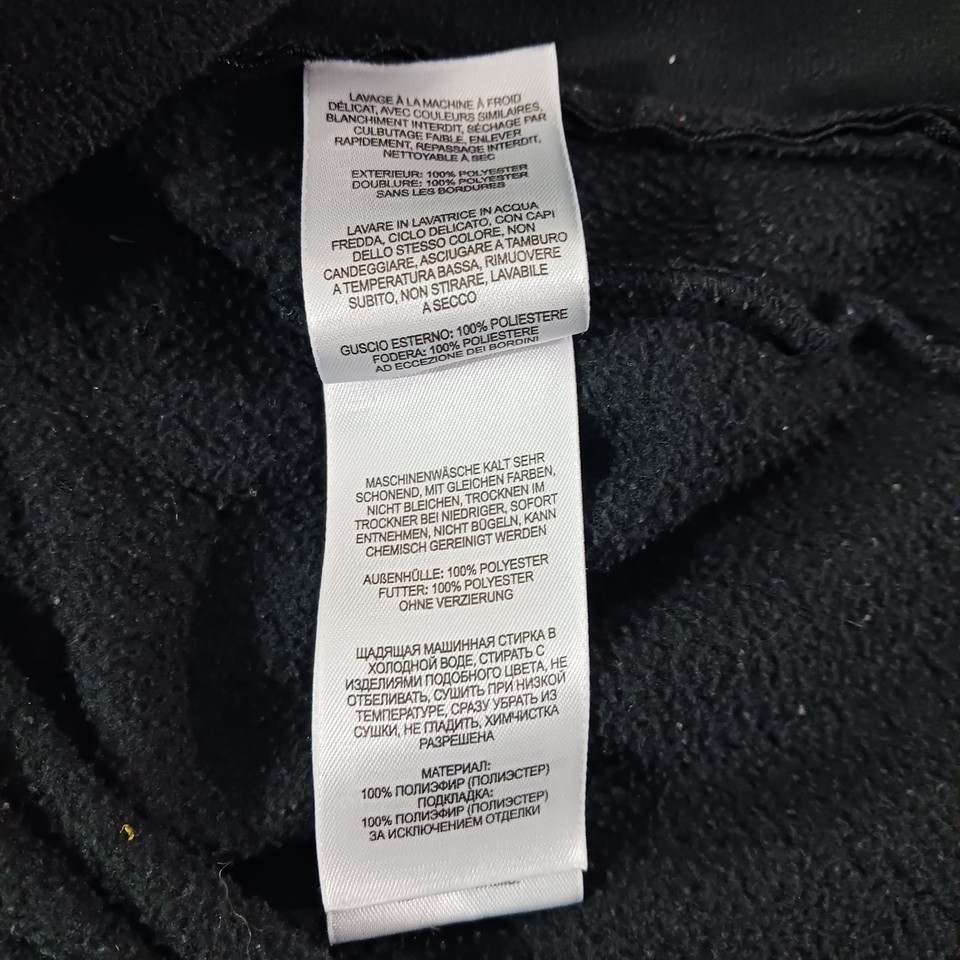 LAVAGE À LA MACHINE À FROID
DÉLICAT, AVEC COULEURS SIMILAIRES,
BLANCHIMENT INTERDIT, SÉCHAGE PAR
CULBUTAGE FAIBLE, ENLEVER
RAPIDEMENT, REPASSAGE INTERDIT,
NETTOYABLE À SEC
EXTERIEUR: 100% POLYESTER
DOUBLURE: 100% POLYESTER
SANS LES BORDURES
LAVARE IN LAVATRICE IN ACQUA
FREDDA, CICLO DELICATO, CON CAPI
DELLO STESSO COLORE, NON
CANDEGGIARE, ASCIUGARE A TAMBURO
A TEMPERATURA BASSA, RIMUOVERE
SUBITO, NON STIRARE, LAVABILE
A SECCO
GUSCIO ESTERNO: 100% POLIESTERE
FODERA: 100% POLIESTERE
AD ECCEZIONE DEI BORDINI
MASCHINENWÄSCHE KALT SEHR
SCHONEND, MIT GLEICHEN FARBEN,
NICHT BLEICHEN, TROCKNEN IM
TROCKNER BEI NIEDRIGER, SOFORT
ENTNEHMEN, NICHT BÜGELN, KANN
CHEMISCH GEREINIGT WERDEN
AUßENHÜLLE: 100% POLYESTER
FUTTER: 100% POLYESTER
OHNE VERZIERUNG
ЩАДЯЩАЯ МАШИННАЯ СТИРКА В
ХОЛОДНОЙ ВОДЕ, СТИРАТЬ С
ИЗДЕЛИЯМИ ПОДОБНОГО ЦВЕТА, НЕ
ОТБЕЛИВАТЬ, СУШИТЬ ПРИ НИЗКОЙ
ТЕМПЕРАТУРЕ, СРАЗУ УБРАТЬ ИЗ
СУШКИ, НЕ ГЛАДИТЬ, ХИМЧИСТКА
РАЗРЕШЕНА
МАТЕРИАЛ:
100% ПОЛИЭФИР (ПОЛИЭСТЕР)
ПОДКЛАДКА:
100% ПОЛИЭФИР (ПОЛИЭСТЕР)
ЗА ИСКЛЮЧЕНИЕМ ОТДЕЛКИ